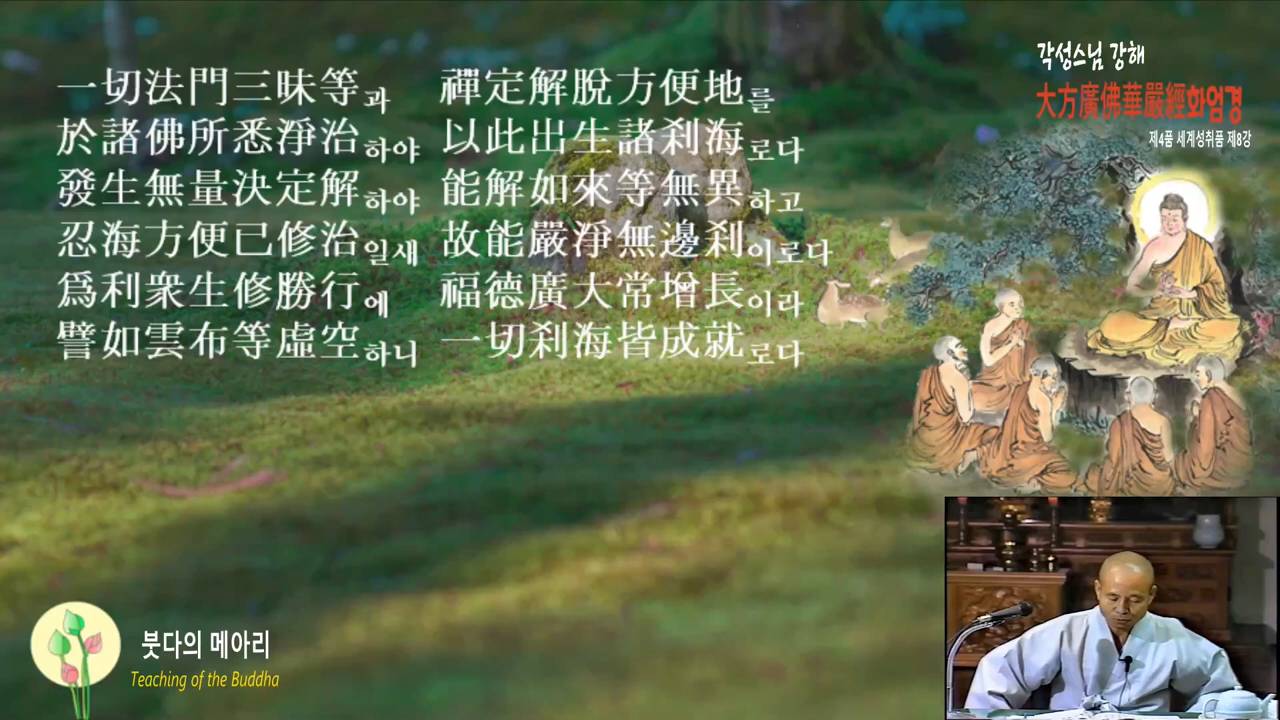 一切法門三昧等과 禪定解脫方便地를
於諸佛所悉淨治하야 以此出生諸刹海로다
發生無量決定解하야 能解如來等無異하고
忍海方便已修治일새 故能嚴淨無邊刹이로다
爲利衆生修勝行에 福德廣大常增長이라
譬如雲布等虛空하니 一切刹海皆成就로다
각성스님 강해
大方廣佛華嚴經화엄경
제4품 세계성취품 제8강
붓다의 메아리
Teaching of the Buddha